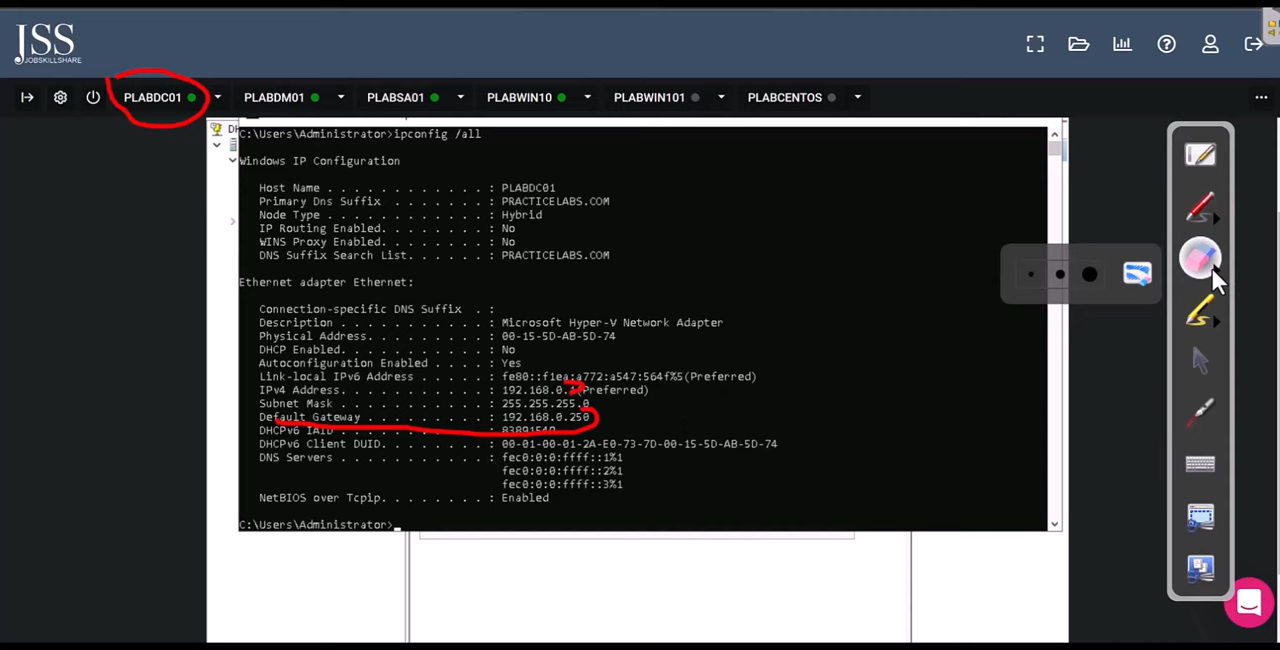 JSS
JOBSKILLSHARE
PLABDC01 PLABDM01 PLABSA01 PLABWIN10 PLABWIN101 PLABCENTOS
DH
C:\Users\Administrator>ipconfig /all
Windows IP Configuration
Host Name . . . . . . . . . . . . : PLABDC01
Primary Dns Suffix . . . . . . . : PRACTICELABS.COM
Node Type . . . . . . . . . . . . : Hybrid
IP Routing Enabled. . . . . . . . : No
WINS Proxy Enabled. . . . . . . . : No
DNS Suffix Search List. . . . . . : PRACTICELABS.COM
Ethernet adapter Ethernet:
Connection-specific DNS Suffix . :
Description . . . . . . . . . . . : Microsoft Hyper-V Network Adapter
Physical Address. . . . . . . . . : 00-15-5D-AB-5D-74
DHCP Enabled. . . . . . . . . . . : No
Autoconfiguration Enabled . . . . : Yes
Link-local IPv6 Address . . . . . : fe80::f1ea:a772:a547:564f%5(Preferred)
IPv4 Address. . . . . . . . . . . : (Preferred)
Subnet Mask . . . . . . . . . . . : 255.255.255.0
Default Gateway . . . . . . . . . : 192.168.0.250
DHCPv6 IAID . . . . . . . . . . . : 83891549
DHCPv6 Client DUID. . . . . . . . : 00-01-00-01-2A-E0-73-7D-00-15-5D-AB-5D-74
DNS Servers . . . . . . . . . . . : fec0:0:0:ffff::1%1
fec0:0:0:ffff::2%1
fec0:0:0:ffff::3%1
NetBIOS over Tcpip. . . . . . . . : Enabled
C:\Users\Administrator>